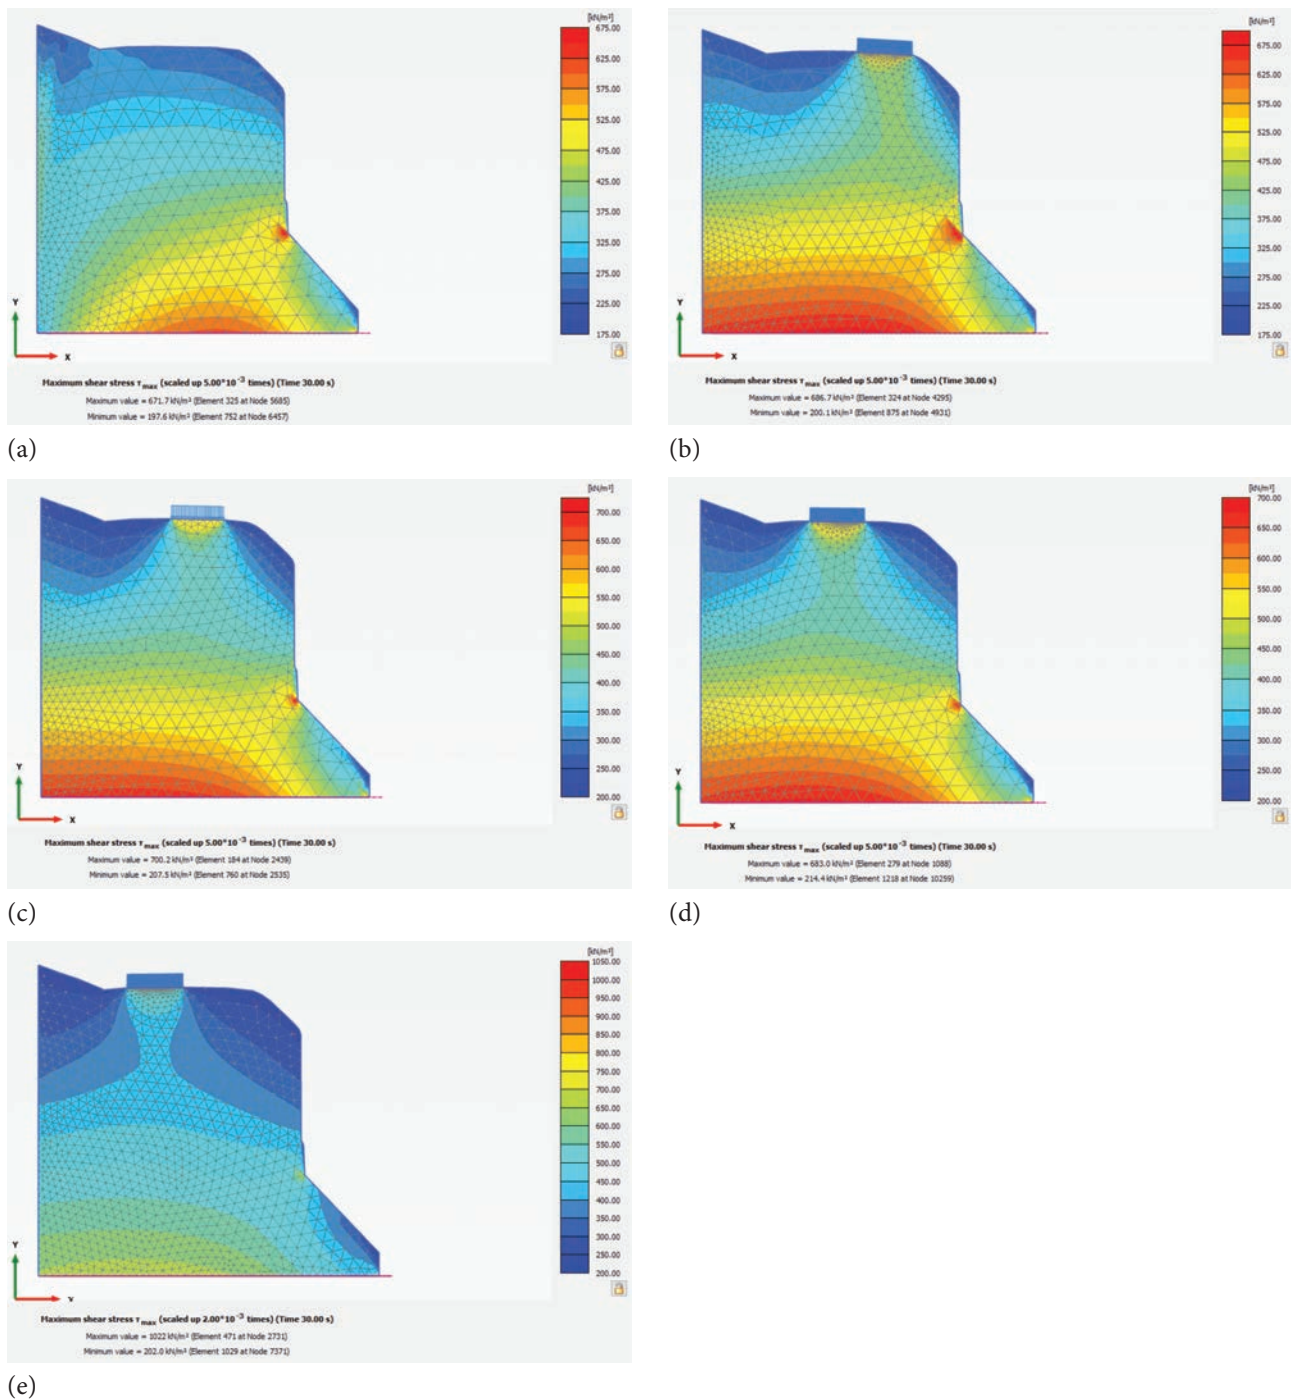 [kN/m²]
675.00
625.00
575.00
525.00
475.00
425.00
375.00
325.00
275.00
225.00
175.00
Y
X
Maximum shear stress τmax (scaled up 5.00*10-3 times) (Time 30.00 s)
Maximum value = 671.7 kN/m² (Element 325 at Node 5685)
Minimum value = 197.6 kN/m² (Element 752 at Node 6457)
(a)
[kN/m²]
675.00
625.00
575.00
525.00
475.00
425.00
375.00
325.00
275.00
225.00
175.00
Y
X
Maximum shear stress τmax (scaled up 5.00*10-3 times) (Time 30.00 s)
Maximum value = 686.7 kN/m² (Element 324 at Node 4295)
Minimum value = 200.1 kN/m² (Element 875 at Node 4931)
(b)
[kN/m²]
700.00
650.00
600.00
550.00
500.00
450.00
400.00
350.00
300.00
250.00
200.00
Y
X
Maximum shear stress τmax (scaled up 5.00*10-3 times) (Time 30.00 s)
Maximum value = 700.2 kN/m² (Element 184 at Node 2439)
Minimum value = 207.5 kN/m² (Element 760 at Node 2535)
(c)
[kN/m²]
700.00
650.00
600.00
550.00
500.00
450.00
400.00
350.00
300.00
250.00
200.00
Y
X
Maximum shear stress τmax (scaled up 5.00*10-3 times) (Time 30.00 s)
Maximum value = 683.0 kN/m² (Element 279 at Node 1088)
Minimum value = 214.4 kN/m² (Element 1218 at Node 10259)
(d)
[kN/m²]
1050.00
1000.00
950.00
900.00
850.00
800.00
750.00
700.00
650.00
600.00
550.00
500.00
450.00
400.00
350.00
300.00
250.00
200.00
Y
X
Maximum shear stress τmax (scaled up 2.00*10-3 times) (Time 30.00 s)
Maximum value = 1022 kN/m² (Element 471 at Node 2731)
Minimum value = 202.0 kN/m² (Element 1029 at Node 7371)
(e)